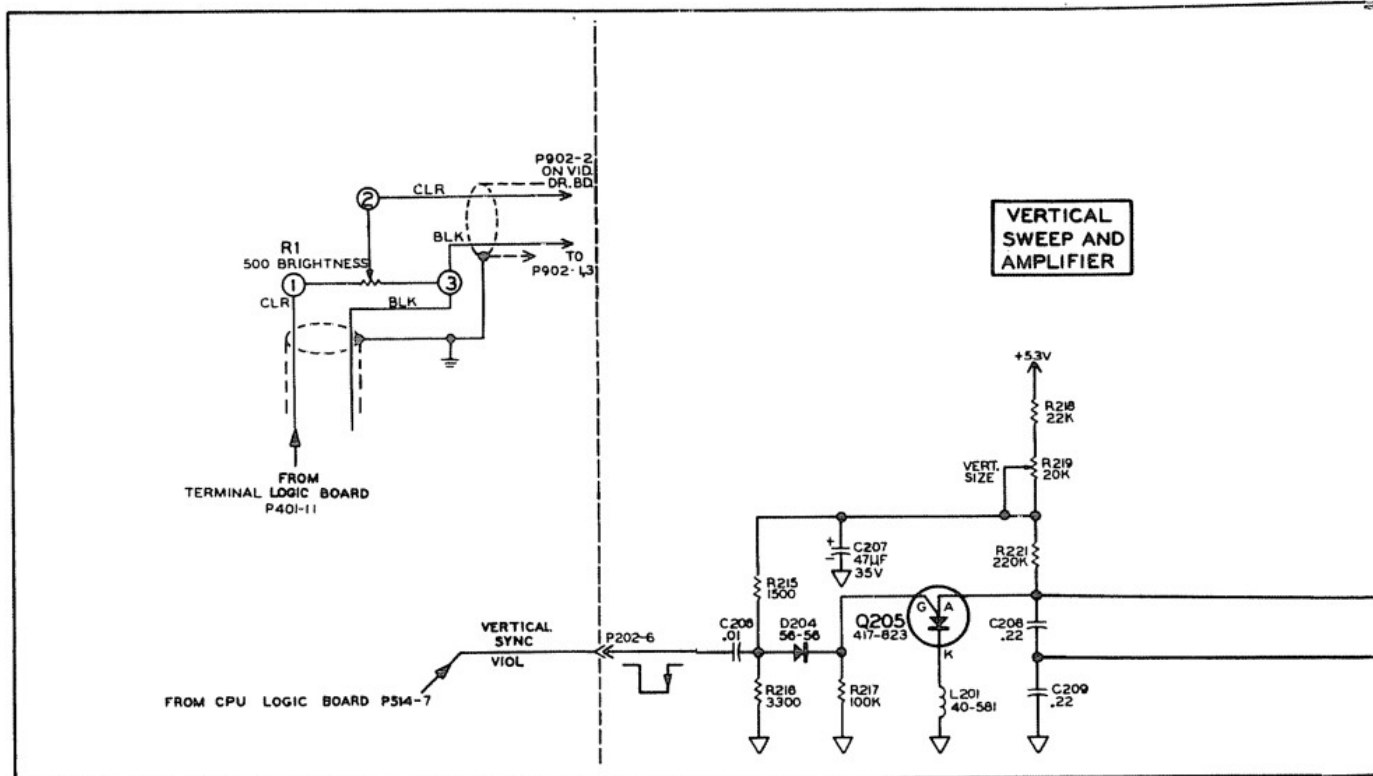 P902-2
ON VID.
DR. BD.
CLR
2
BLK
R1
500 BRIGHTNESS
TO
P902-1,3
1
3
CLR
BLK
FROM
TERMINAL LOGIC BOARD
P401-11
VERTICAL
SWEEP AND
AMPLIFIER
+53V
R218
22K
VERT.
SIZE
R219
20K
+
-
C207
47µF
35V
R221
220K
R215
1500
G
A
Q205
417-823
K
C208
.22
VERTICAL
SYNC
VIOL
P202-6
C206
.01
D204
56-56
FROM CPU LOGIC BOARD P514-7
R216
3300
R217
100K
L201
40-581
C209
.22